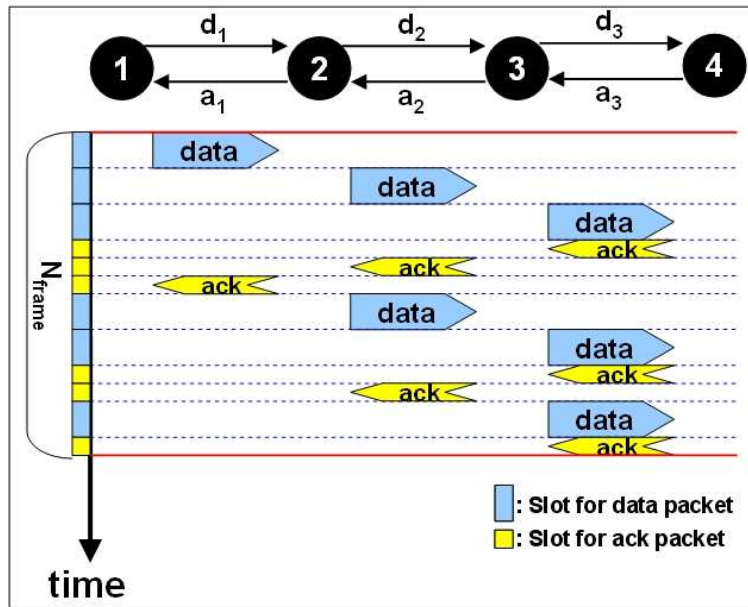 d1 d2 d3
1 2 3 4
a1 a2 a3
data
data
data
ack
ack
ack
data
data
ack
ack
data
ack
Nframe
: Slot for data packet
: Slot for ack packet
time